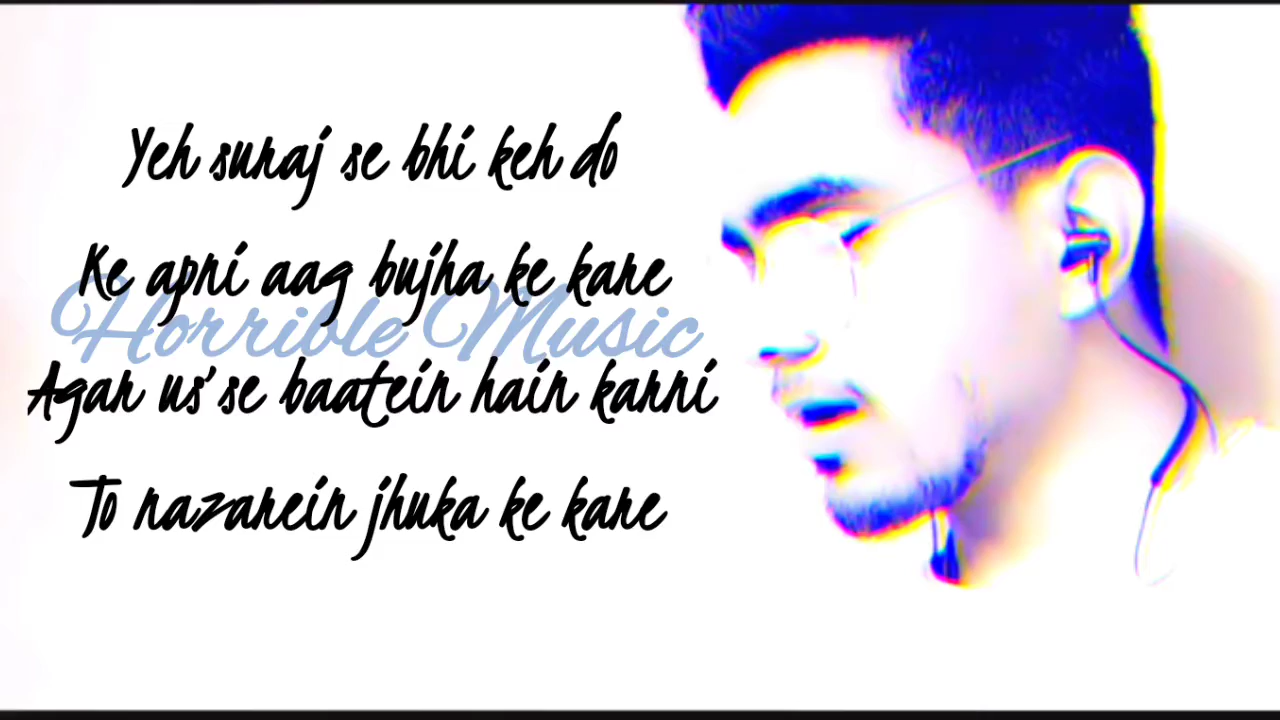 Yeh suraj se bhi keh do
Ke apni aag bujha ke kare
Horrible Music
Agar us'se baatein hain karni
To nazarein jhuka ke kare